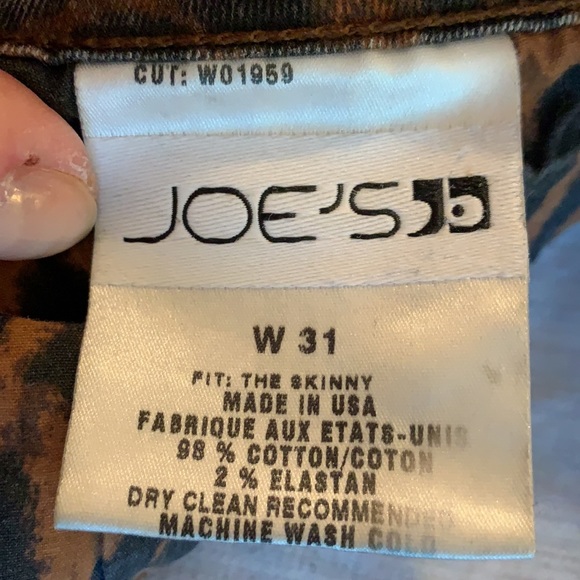 CUT: W01959
JOE'S
W 31
FIT: THE SKINNY
MADE IN USA
FABRIQUE AUX ETATS-UNIS
98 % COTTON/COTON
2 % ELASTAN
DRY CLEAN RECOMMENDED
MACHINE WASH COLD